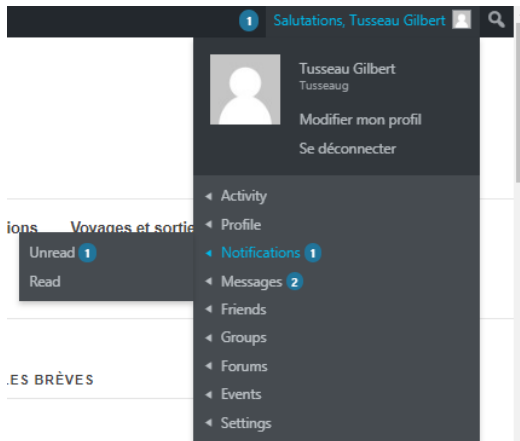 1 Salutations, Tusseau Gilbert
Tusseau Gilbert
Tusseaug
Modifier mon profil
Se déconnecter
Activity
Profile
Notifications 1
Messages 2
Friends
Groups
Forums
Events
Settings
ions Voyages et sortie
Unread 1
Read
LES BRÈVES